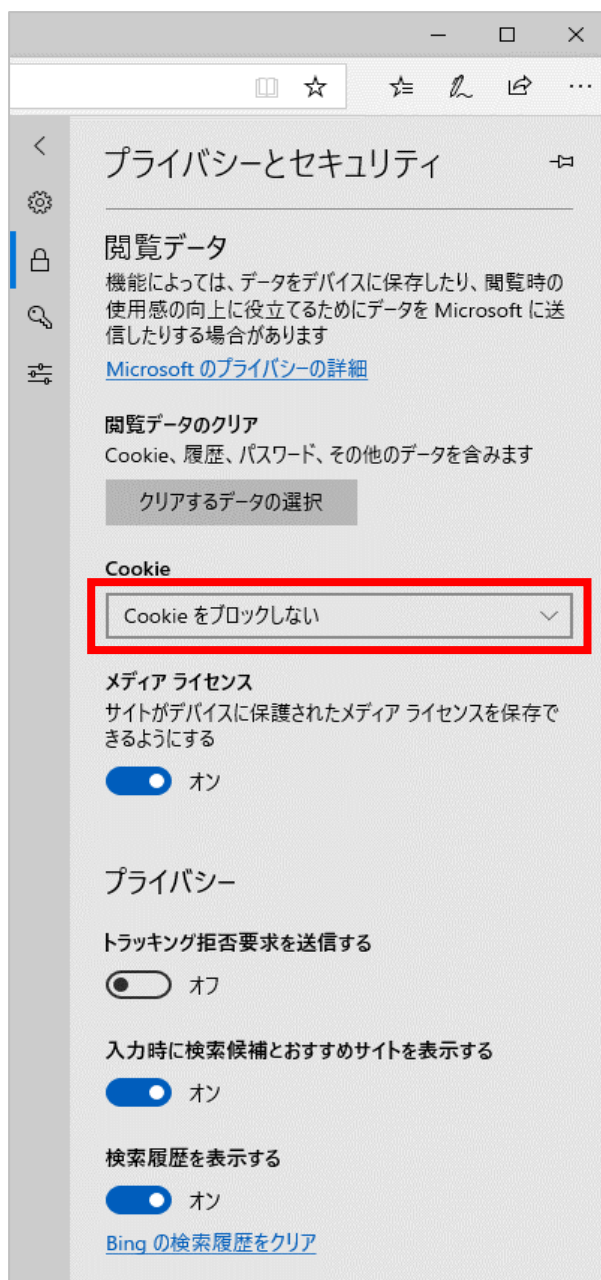 プライバシーとセキュリティ
閲覧データ
機能によっては、データをデバイスに保存したり、閲覧時の
使用感の向上に役立てるためにデータを Microsoft に送
信したりする場合があります
Microsoft のプライバシーの詳細
閲覧データのクリア
Cookie、履歴、パスワード、その他のデータを含みます
クリアするデータの選択
Cookie
Cookie をブロックしない
メディア ライセンス
サイトがデバイスに保護されたメディア ライセンスを保存で
きるようにする
オン
プライバシー
トラッキング拒否要求を送信する
オフ
入力時に検索候補とおすすめサイトを表示する
オン
検索履歴を表示する
オン
Bing の検索履歴をクリア